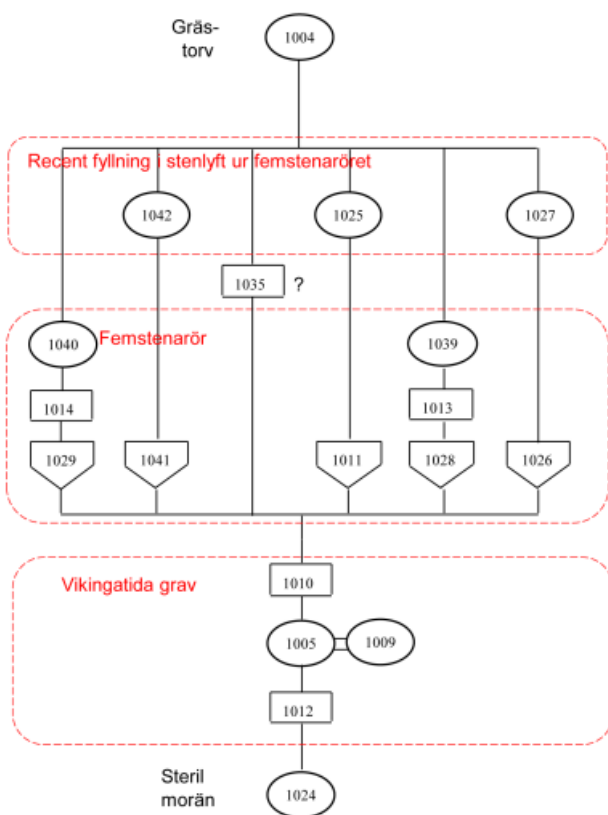 Gräs-
torv
1004
Recent fyllning i stenlyft ur femstenaröret
1042
1025
1027
1035
?
Femstenarör
1040
1039
1014
1013
1029
1041
1011
1028
1026
Vikingatida grav
1010
1005
1009
1012
Steril
morän
1024